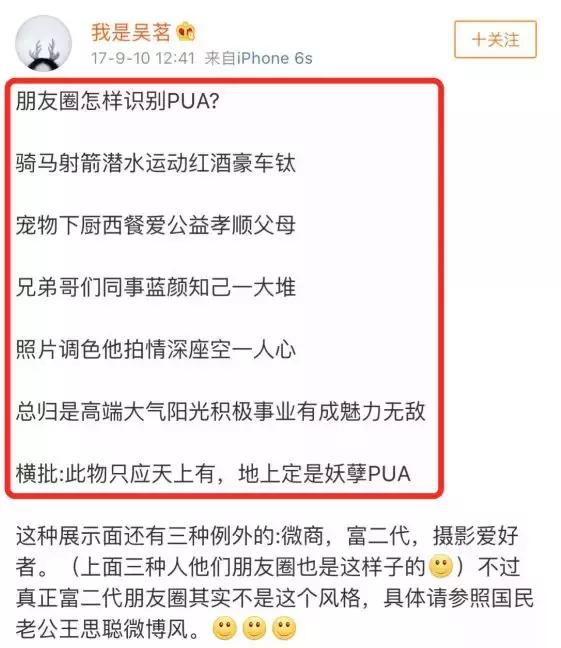 我是吴茗
17-9-10 12:41 来自iPhone 6s
+关注
朋友圈怎样识别PUA?
骑马射箭潜水运动红酒豪车钛
宠物下厨西餐爱公益孝顺父母
兄弟哥们同事蓝颜知己一大堆
照片调色他拍情深座空一人心
总归是高端大气阳光积极事业有成魅力无敌
横批:此物只应天上有，地上定是妖孽PUA
这种展示面还有三种例外的:微商，富二代，摄影爱好
者。（上面三种人他们朋友圈也是这样子的）不过
真正富二代朋友圈其实不是这个风格，具体请参照国民
老公王思聪微博风。